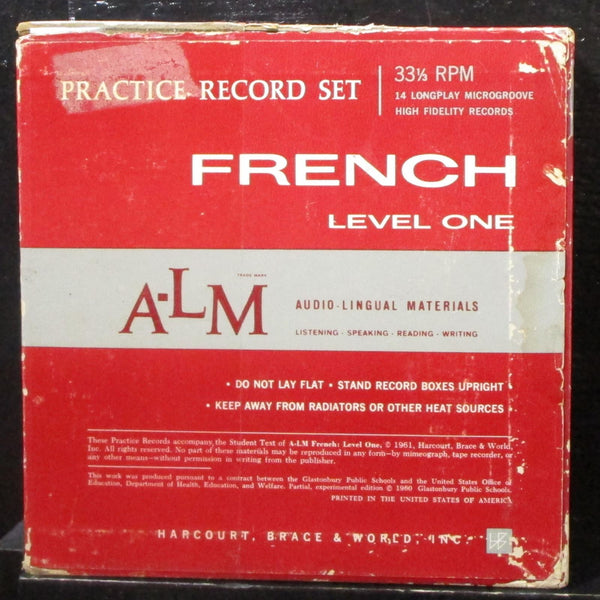 PRACTICE RECORD SET
33⅓ RPM
14 LONGPLAY MICROGROOVE
HIGH FIDELITY RECORDS
FRENCH
LEVEL ONE
TRADE MARK
A-LM
AUDIO-LINGUAL MATERIALS
LISTENING · SPEAKING · READING · WRITING
· DO NOT LAY FLAT · STAND RECORD BOXES UPRIGHT ·
· KEEP AWAY FROM RADIATORS OR OTHER HEAT SOURCES ·
These Practice Records accompany the Student Text of A-LM French: Level One, © 1961, Harcourt, Brace & World,
Inc. All rights reserved. No part of these materials may be reproduced in any form—by mimeograph, tape recorder, or
any other means—without permission in writing from the publisher.
This work was produced pursuant to a contract between the Glastonbury Public Schools and the United States Office of
Education, Department of Health, Education, and Welfare. Partial, experimental edition © 1960 Glastonbury Public Schools.
PRINTED IN THE UNITED STATES OF AMERICA
HARCOURT, BRACE & WORLD, INC.